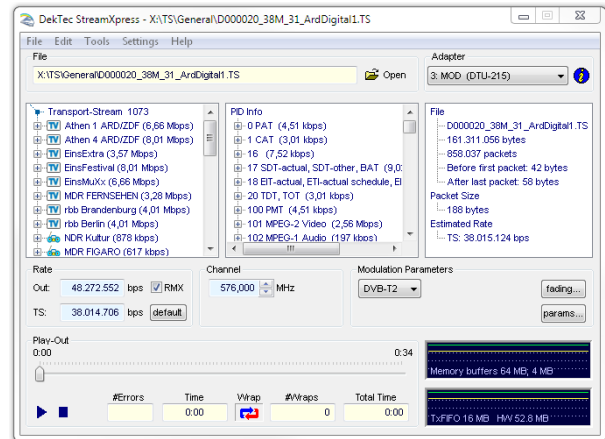 DekTec StreamXpress - X:\TS\General\D000020_38M_31_ArdDigital1.TS
File Edit Tools Settings Help
File
X:\TS\General\D000020_38M_31_ArdDigital1.TS
Open
Adapter
3: MOD (DTU-215)
Transport-Stream 1073
Athen 1 ARD/ZDF (6,66 Mbps)
Athen 4 ARD/ZDF (8,01 Mbps)
EinsExtra (3,57 Mbps)
EinsFestival (8,01 Mbps)
EinsMuXx (6,66 Mbps)
MDR FERNSEHEN (3,28 Mbps)
rbb Brandenburg (4,01 Mbps)
rbb Berlin (4,01 Mbps)
NDR Kultur (878 kbps)
MDR FIGARO (617 kbps)
PID Info
0 PAT (4,51 kbps)
1 CAT (3,01 kbps)
16 (7,52 kbps)
17 SDT-actual, SDT-other, BAT (9,0
18 EIT-actual, ETI-actual schedule, EI
20 TDT, TOT (3,01 kbps)
100 PMT (4,51 kbps)
101 MPEG-2 Video (2,56 Mbps)
102 MPEG-1 Audio (197 kbps)
File
D000020_38M_31_ArdDigital1.TS
161.311.056 bytes
858.037 packets
Before first packet: 42 bytes
After last packet: 58 bytes
Packet Size
188 bytes
Estimated Rate
TS: 38.015.124 bps
Rate
Out: 48.272.552 bps RMX
TS: 38.014.706 bps default
Channel
576,000 MHz
Modulation Parameters
DVB-T2
fading...
params...
Play-Out
0:00 0:34
#Errors Time Wrap #Wraps Total Time
0:00 0 0:00
Memory buffers 64 MB; 4 MB
TxFIFO 16 MB HW 52.8 MB